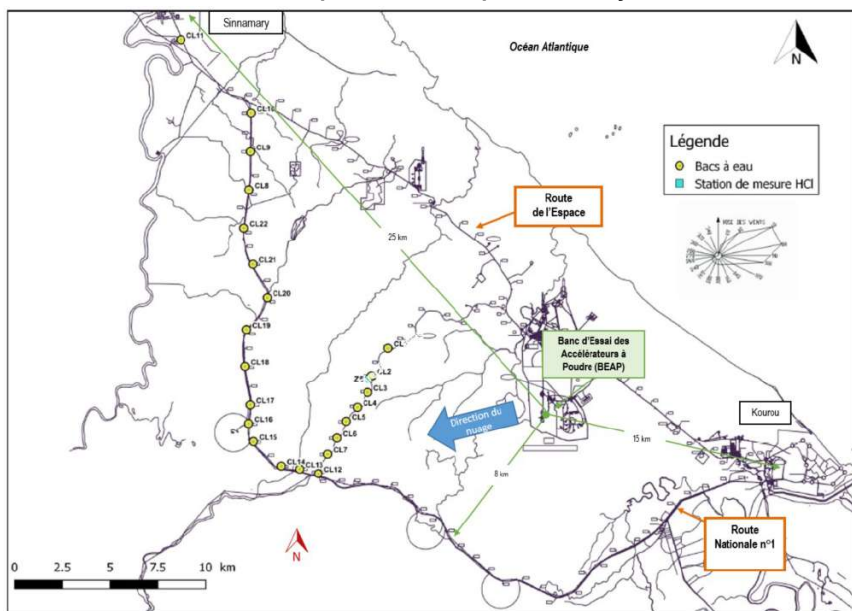 Sinnamary
Océan Atlantique
N
CL11
CL10
CL9
CL8
CL22
CL21
CL20
CL19
CL18
CL17
CL16
CL15
CL14
CL13
CL12
CL2
CL3
CL4
CL5
CL6
CL7
Légende
Bacs à eau
Station de mesure HCl
ROSE DES VENTS
Route
de l'Espace
25 km
Banc d'Essai des
Accélérateurs à
Poudre (BEAP)
Direction du
nuage
Kourou
15 km
8 km
Route
Nationale n°1
N
0 2.5 5 7.5 10 km